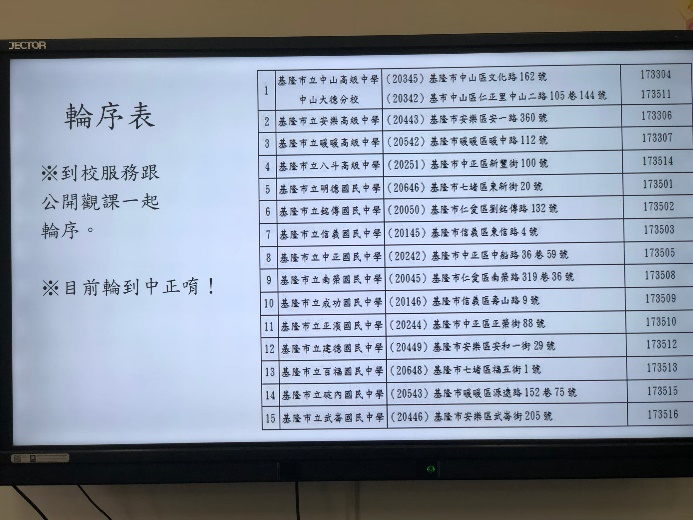 JECTOR
輪序表
※到校服務跟
公開觀課一起
輪序。
※目前輪到中正唷！
1 基隆市立中山高級中學 (20345) 基隆市中山區文化路 162 號 173304
中山大德分校 (20342) 基市中山區仁正里中山二路 105 巷 144 號 173511
2 基隆市立安樂高級中學 (20443) 基隆市安樂區安一路 360 號 173306
3 基隆市立暖暖高級中學 (20542) 基隆市暖暖區暖中路 112 號 173307
4 基隆市立八斗高級中學 (20251) 基隆市中正區新豐街 100 號 173514
5 基隆市立明德國民中學 (20646) 基隆市七堵區東新街 20 號 173501
6 基隆市立銘傳國民中學 (20050) 基隆市仁愛區劉銘傳路 132 號 173502
7 基隆市立信義國民中學 (20145) 基隆市信義區東信路 4 號 173503
8 基隆市立中正國民中學 (20242) 基隆市中正區中船路 36 巷 59 號 173505
9 基隆市立南榮國民中學 (20045) 基隆市仁愛區南榮路 319 巷 36 號 173508
10 基隆市立成功國民中學 (20146) 基隆市信義區壽山路 9 號 173509
11 基隆市立正濱國民中學 (20244) 基隆市中正區正榮街 88 號 173510
12 基隆市立建德國民中學 (20449) 基隆市安樂區安和一街 29 號 173512
13 基隆市立百福國民中學 (20648) 基隆市七堵區福五街 1 號 173513
14 基隆市立碇內國民中學 (20543) 基隆市暖暖區源遠路 152 巷 75 號 173515
15 基隆市立武崙國民中學 (20446) 基隆市安樂區武崙街 205 號 173516